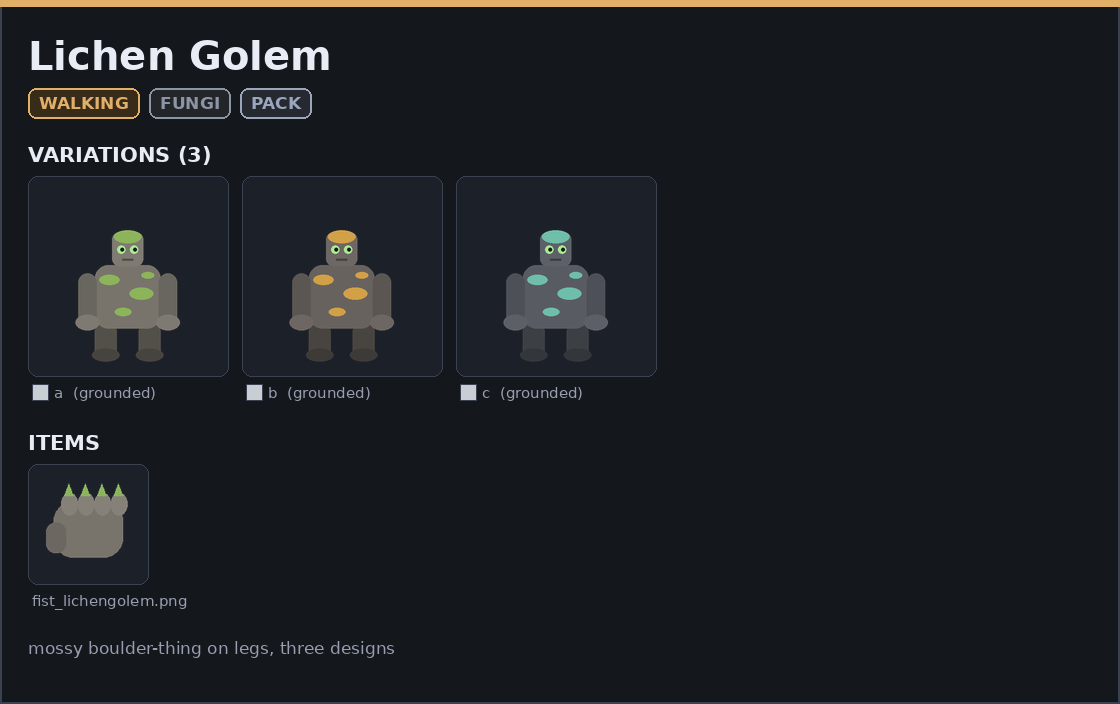 Lichen Golem
WALKING FUNGI PACK
VARIATIONS (3)
a (grounded) b (grounded) c (grounded)
ITEMS
fist_lichengolem.png
mossy boulder-thing on legs, three designs